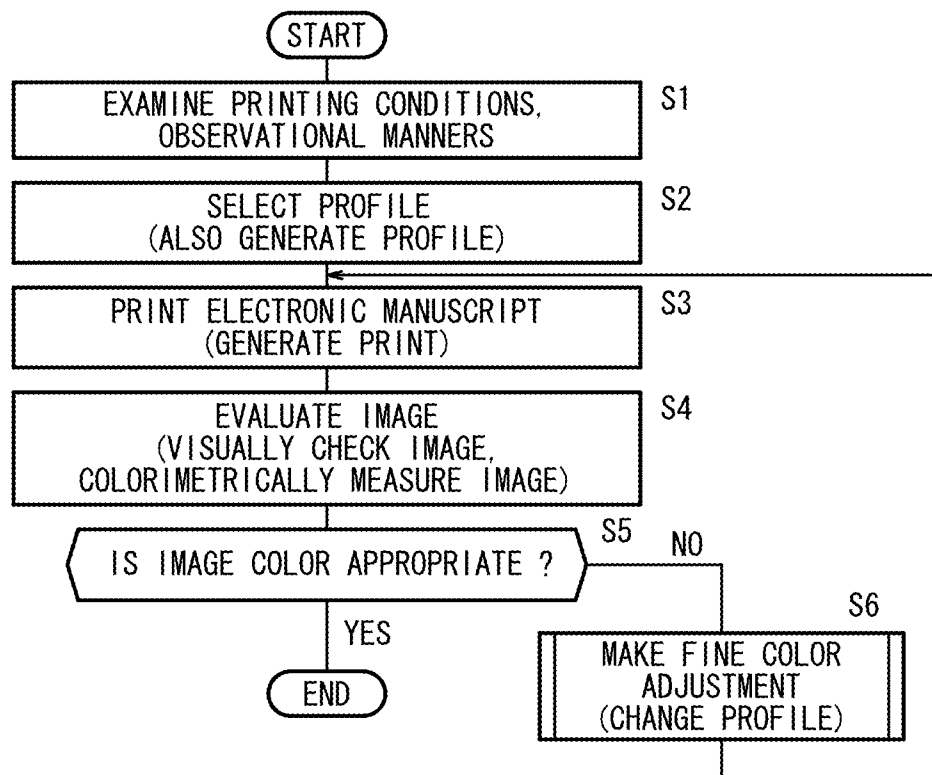 START
EXAMINE PRINTING CONDITIONS,
OBSERVATIONAL MANNERS
S1
SELECT PROFILE
(ALSO GENERATE PROFILE)
S2
PRINT ELECTRONIC MANUSCRIPT
(GENERATE PRINT)
S3
EVALUATE IMAGE
(VISUALLY CHECK IMAGE,
COLORIMETRICALLY MEASURE IMAGE)
S4
IS IMAGE COLOR APPROPRIATE ?
S5
NO
YES
END
S6
MAKE FINE COLOR
ADJUSTMENT
(CHANGE PROFILE)